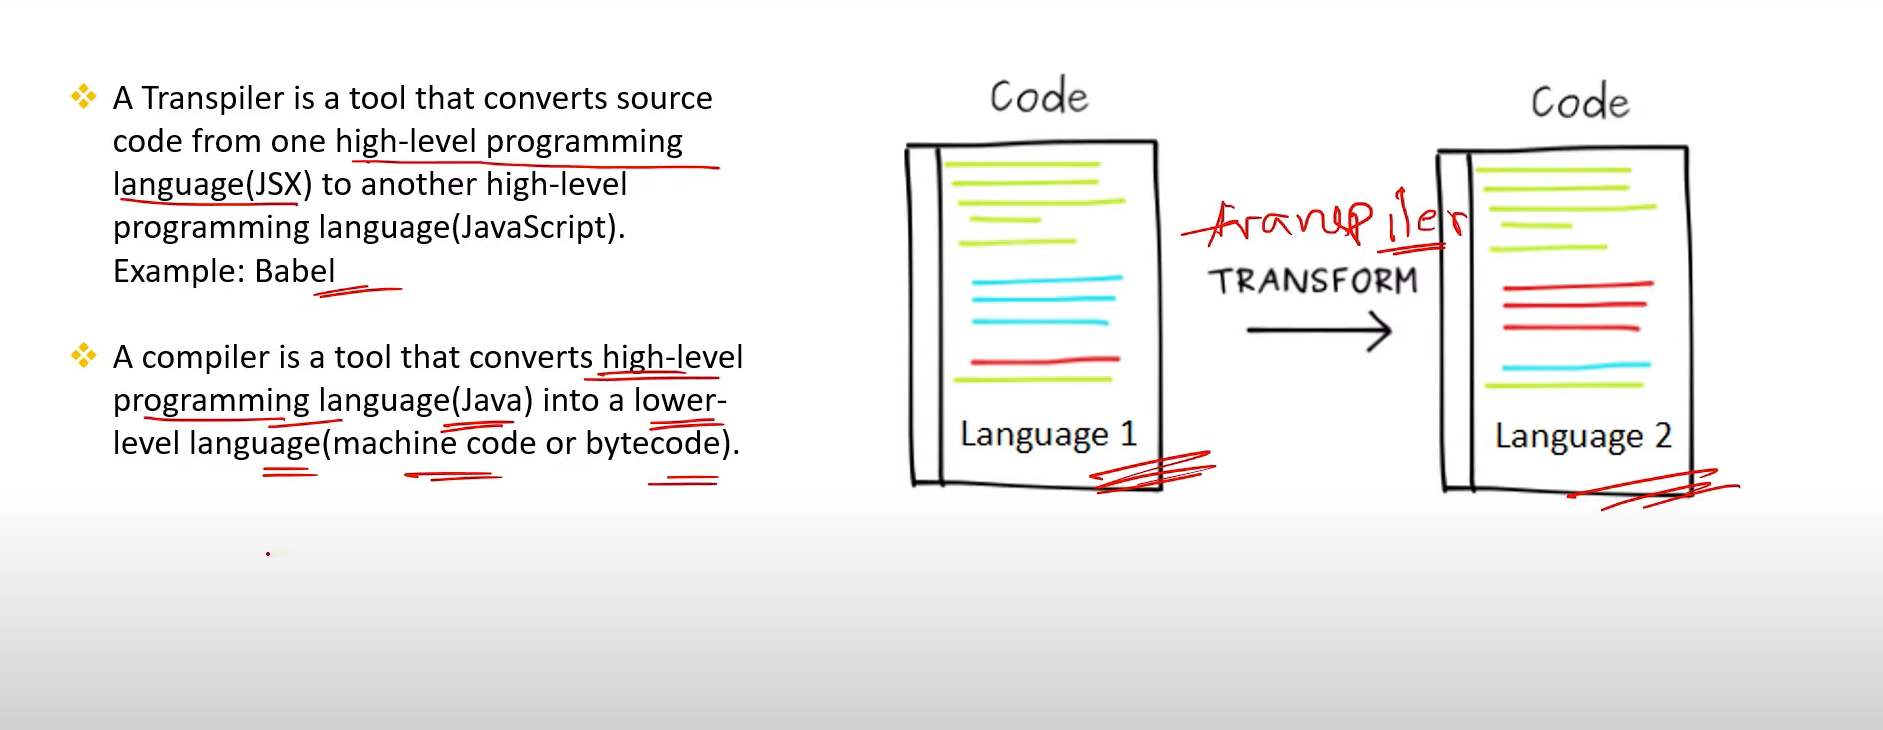 A Transpiler is a tool that converts source
code from one high-level programming
language(JSX) to another high-level
programming language(JavaScript).
Example: Babel
A compiler is a tool that converts high-level
programming language(Java) into a lower-
level language(machine code or bytecode).
Code
Language 1
transpiler
TRANSFORM
Code
Language 2